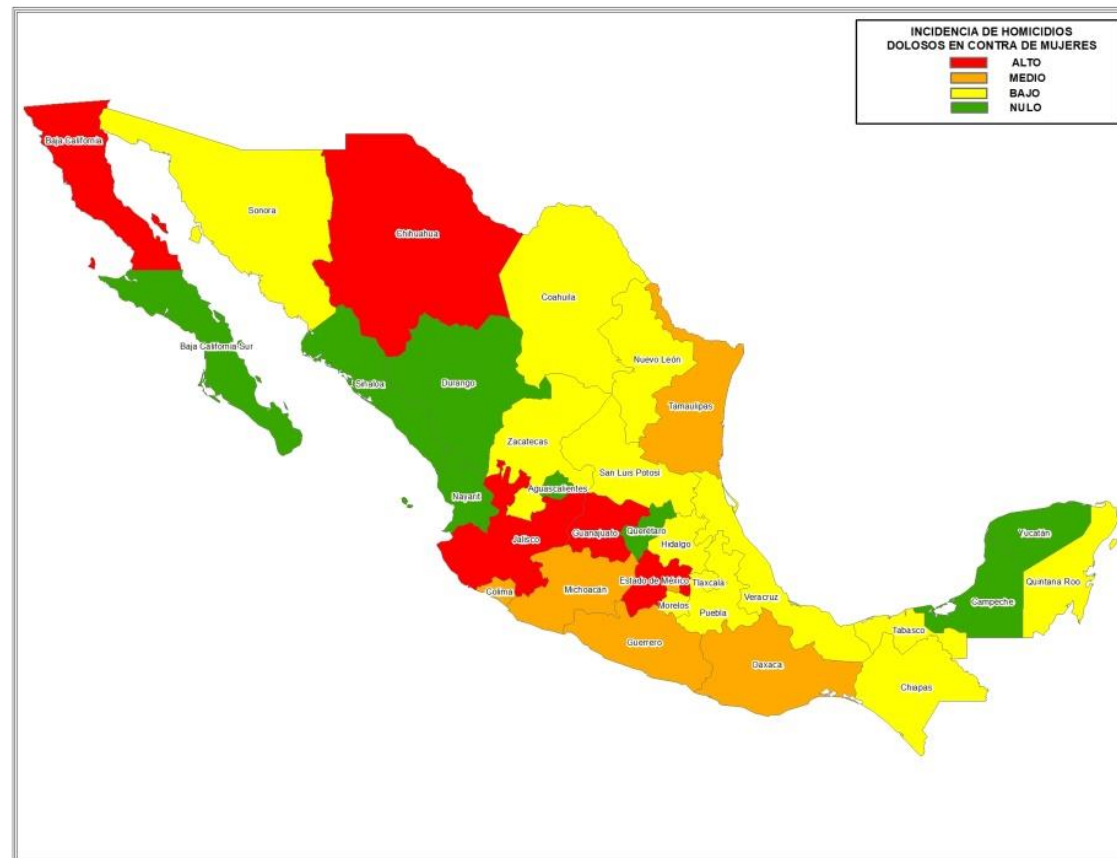 INCIDENCIA DE HOMICIDIOS
DOLOSOS EN CONTRA DE MUJERES
ALTO
MEDIO
BAJO
NULO
Baja California
Sonora
Chihuahua
Coahuila
Baja California Sur
Nuevo León
Sinaloa
Durango
Tamaulipas
Zacatecas
San Luis Potosí
Aguascalientes
Nayarit
Jalisco
Guanajuato
Querétaro
Hidalgo
Yucatán
Colima
Michoacán
Estado de México
Tlaxcala
Quintana Roo
Morelos
Puebla
Veracruz
Campeche
Guerrero
Tabasco
Oaxaca
Chiapas